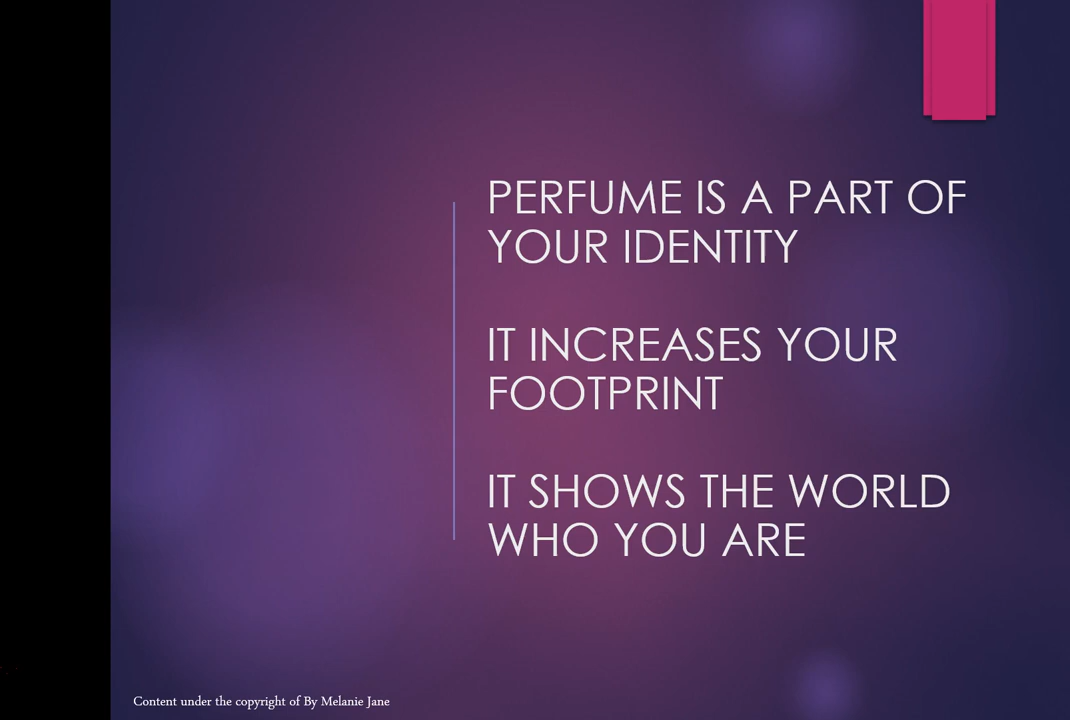 PERFUME IS A PART OF
YOUR IDENTITY
IT INCREASES YOUR
FOOTPRINT
IT SHOWS THE WORLD
WHO YOU ARE
Content under the copyright of By Melanie Jane